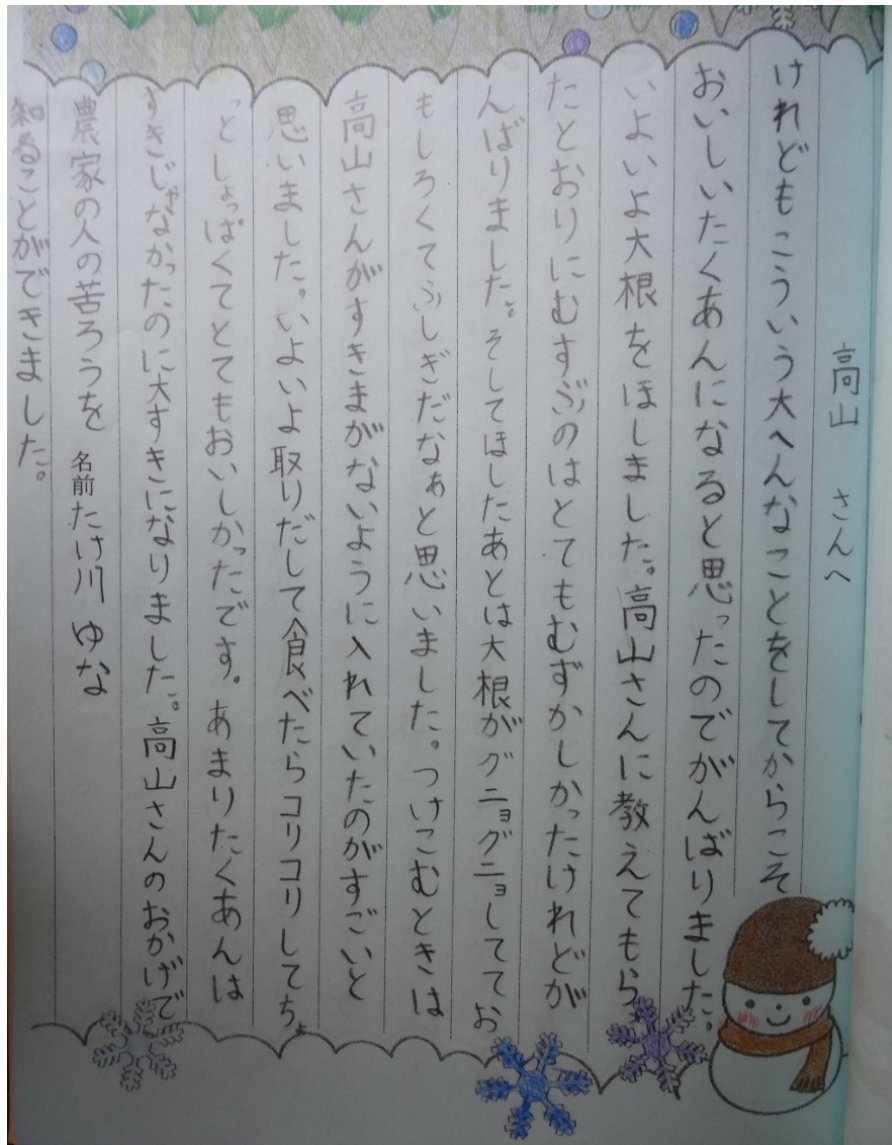 高山 さんへ
けれどもこういう大へんなことをしてからこそ
おいしいたくあんになると思ったのでがんばりました。
いよいよ大根をほしました。高山さんに教えてもらっ
たとおりにむすぶのはとてもむずかしかったけれどが
んばりました。そしてほしたあとは大根がグニョグニョしててお
もしろくてふしぎだなぁと思いました。つけこむときは
高山さんがすきまがないように入れていたのがすごいと
思いました。いよいよ取りだして食べたらコリコリしてちょ
っとしょっぱくてとてもおいしかったです。あまりたくあんは
すきじゃなかったのに大すきになりました。高山さんのおかげで
農家の人の苦ろうを
知ることができました。
名前 たけ川 ゆな